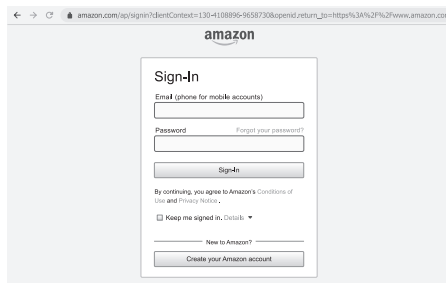 amazon.com/ap/signin?clientContext=130-4108896-9658730&openid.return_to=https%3A%2F%2Fwww.amazon.co
amazon
Sign-In
Email (phone for mobile accounts)
Password Forgot your password?
Sign-In
By continuing, you agree to Amazon's Conditions of
Use and Privacy Notice .
Keep me signed in. Details
New to Amazon?
Create your Amazon account